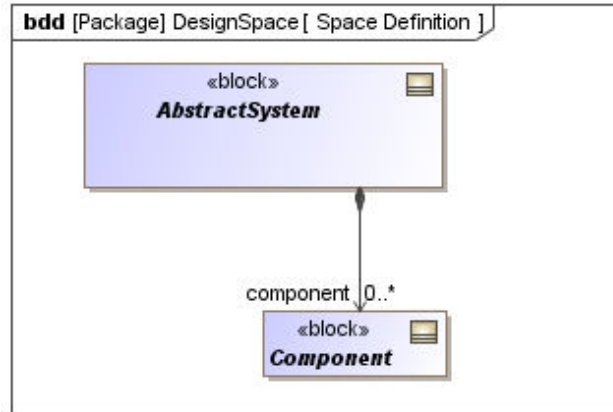 bdd [Package] DesignSpace [ Space Definition ]
«block»
AbstractSystem
component 0..*
«block»
Component